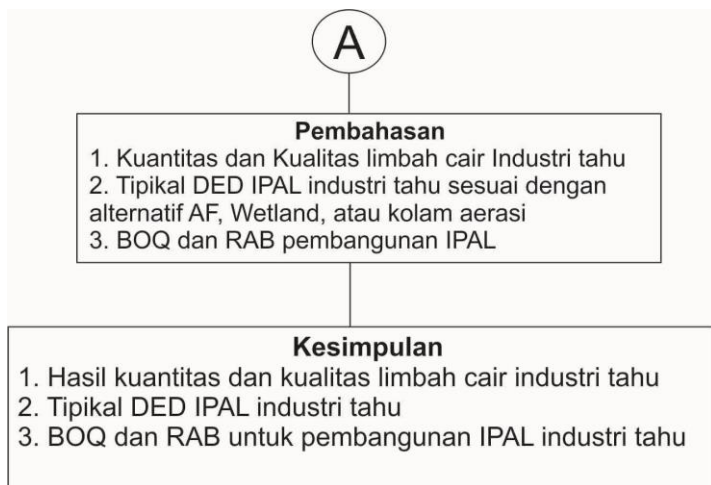 A
Pembahasan
1. Kuantitas dan Kualitas limbah cair Industri tahu
2. Tipikal DED IPAL industri tahu sesuai dengan
alternatif AF, Wetland, atau kolam aerasi
3. BOQ dan RAB pembangunan IPAL
Kesimpulan
1. Hasil kuantitas dan kualitas limbah cair industri tahu
2. Tipikal DED IPAL industri tahu
3. BOQ dan RAB untuk pembangunan IPAL industri tahu